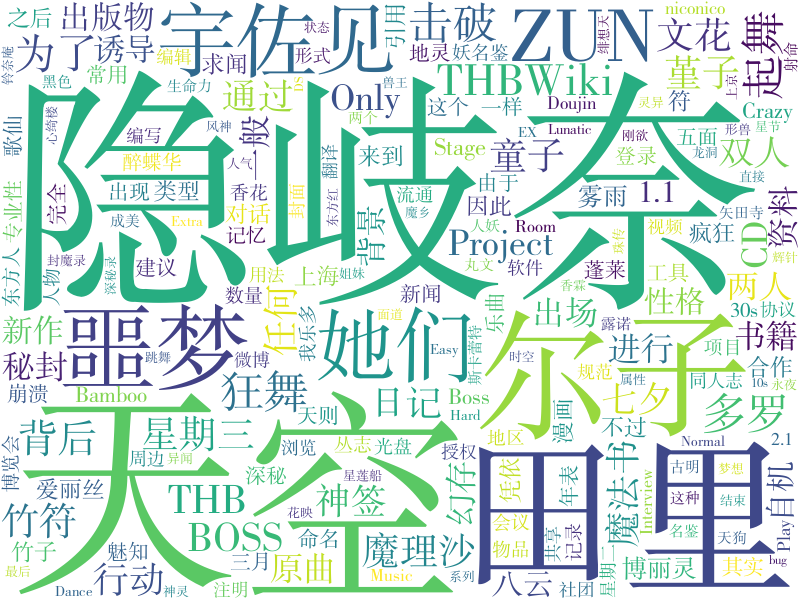 之后
出版物
宇佐见
击破
ZUN
niconico
状态
绯想天
铃奈庵
为了
诱导
编辑
引用
地灵
妖名鉴
文花
射命
起舞
黑色
求闻
形式
THBWiki
菫子
上京
灵异
常用
生命力
兽王
DS
通过
Only
这个
一样
Doujin
符
Crazy
心绮楼
歌仙
编写
风神
一般
两个
EX
Lunatic
刚欲
形兽
星节
醉蝶华
来到
Stage
童子
登录
五面
双人
龙洞
隐岐奈
出现
类型
人气
翻译
东方红
流通
由于
雾雨
1.1
直接
完全
香花
封面
魔乡
因此
Room
视频
矢田寺
资料
专业性
成美
Extra
对话
背景
人妖
Project
疯狂
CD
辉针
东方人
封魔录
深秘录
建议
记忆
姐妹
丸文
软件
蓬莱
工具
两人
人物
用法
上海
香霖
数量
新闻
乐曲
出场
性格
30s
协议
新作
噩梦
任何
她们
尔子
露诺
项目
书籍
秘封
跳舞
微博
我乐多
面道
斯卡蕾特
进行
规范
合作
崩溃
Bamboo
狂舞
Easy
时空
属性
同人志
10s
永夜
天空
日记
Boss
Hard
七夕
多罗
背后
星期三
天则
漫画
不过
博览会
周边
异闻
浏览
丛志
光盘
授权
地区
Normal
2.1
爱丽丝
THB
深秘
星莲船
幻存
凭依
年表
田里
古明
梦想
自机
竹符
BOSS
神签
花映
命名
会议
共享
魔法书
Interview
这种
结束
Play
竹子
魅知
原曲
魔理沙
物品
记录
名鉴
天狗
最后
行动
三月
星期二
博丽灵
bug
Dance
神灵
注明
Music
系列
八云
社团
其实